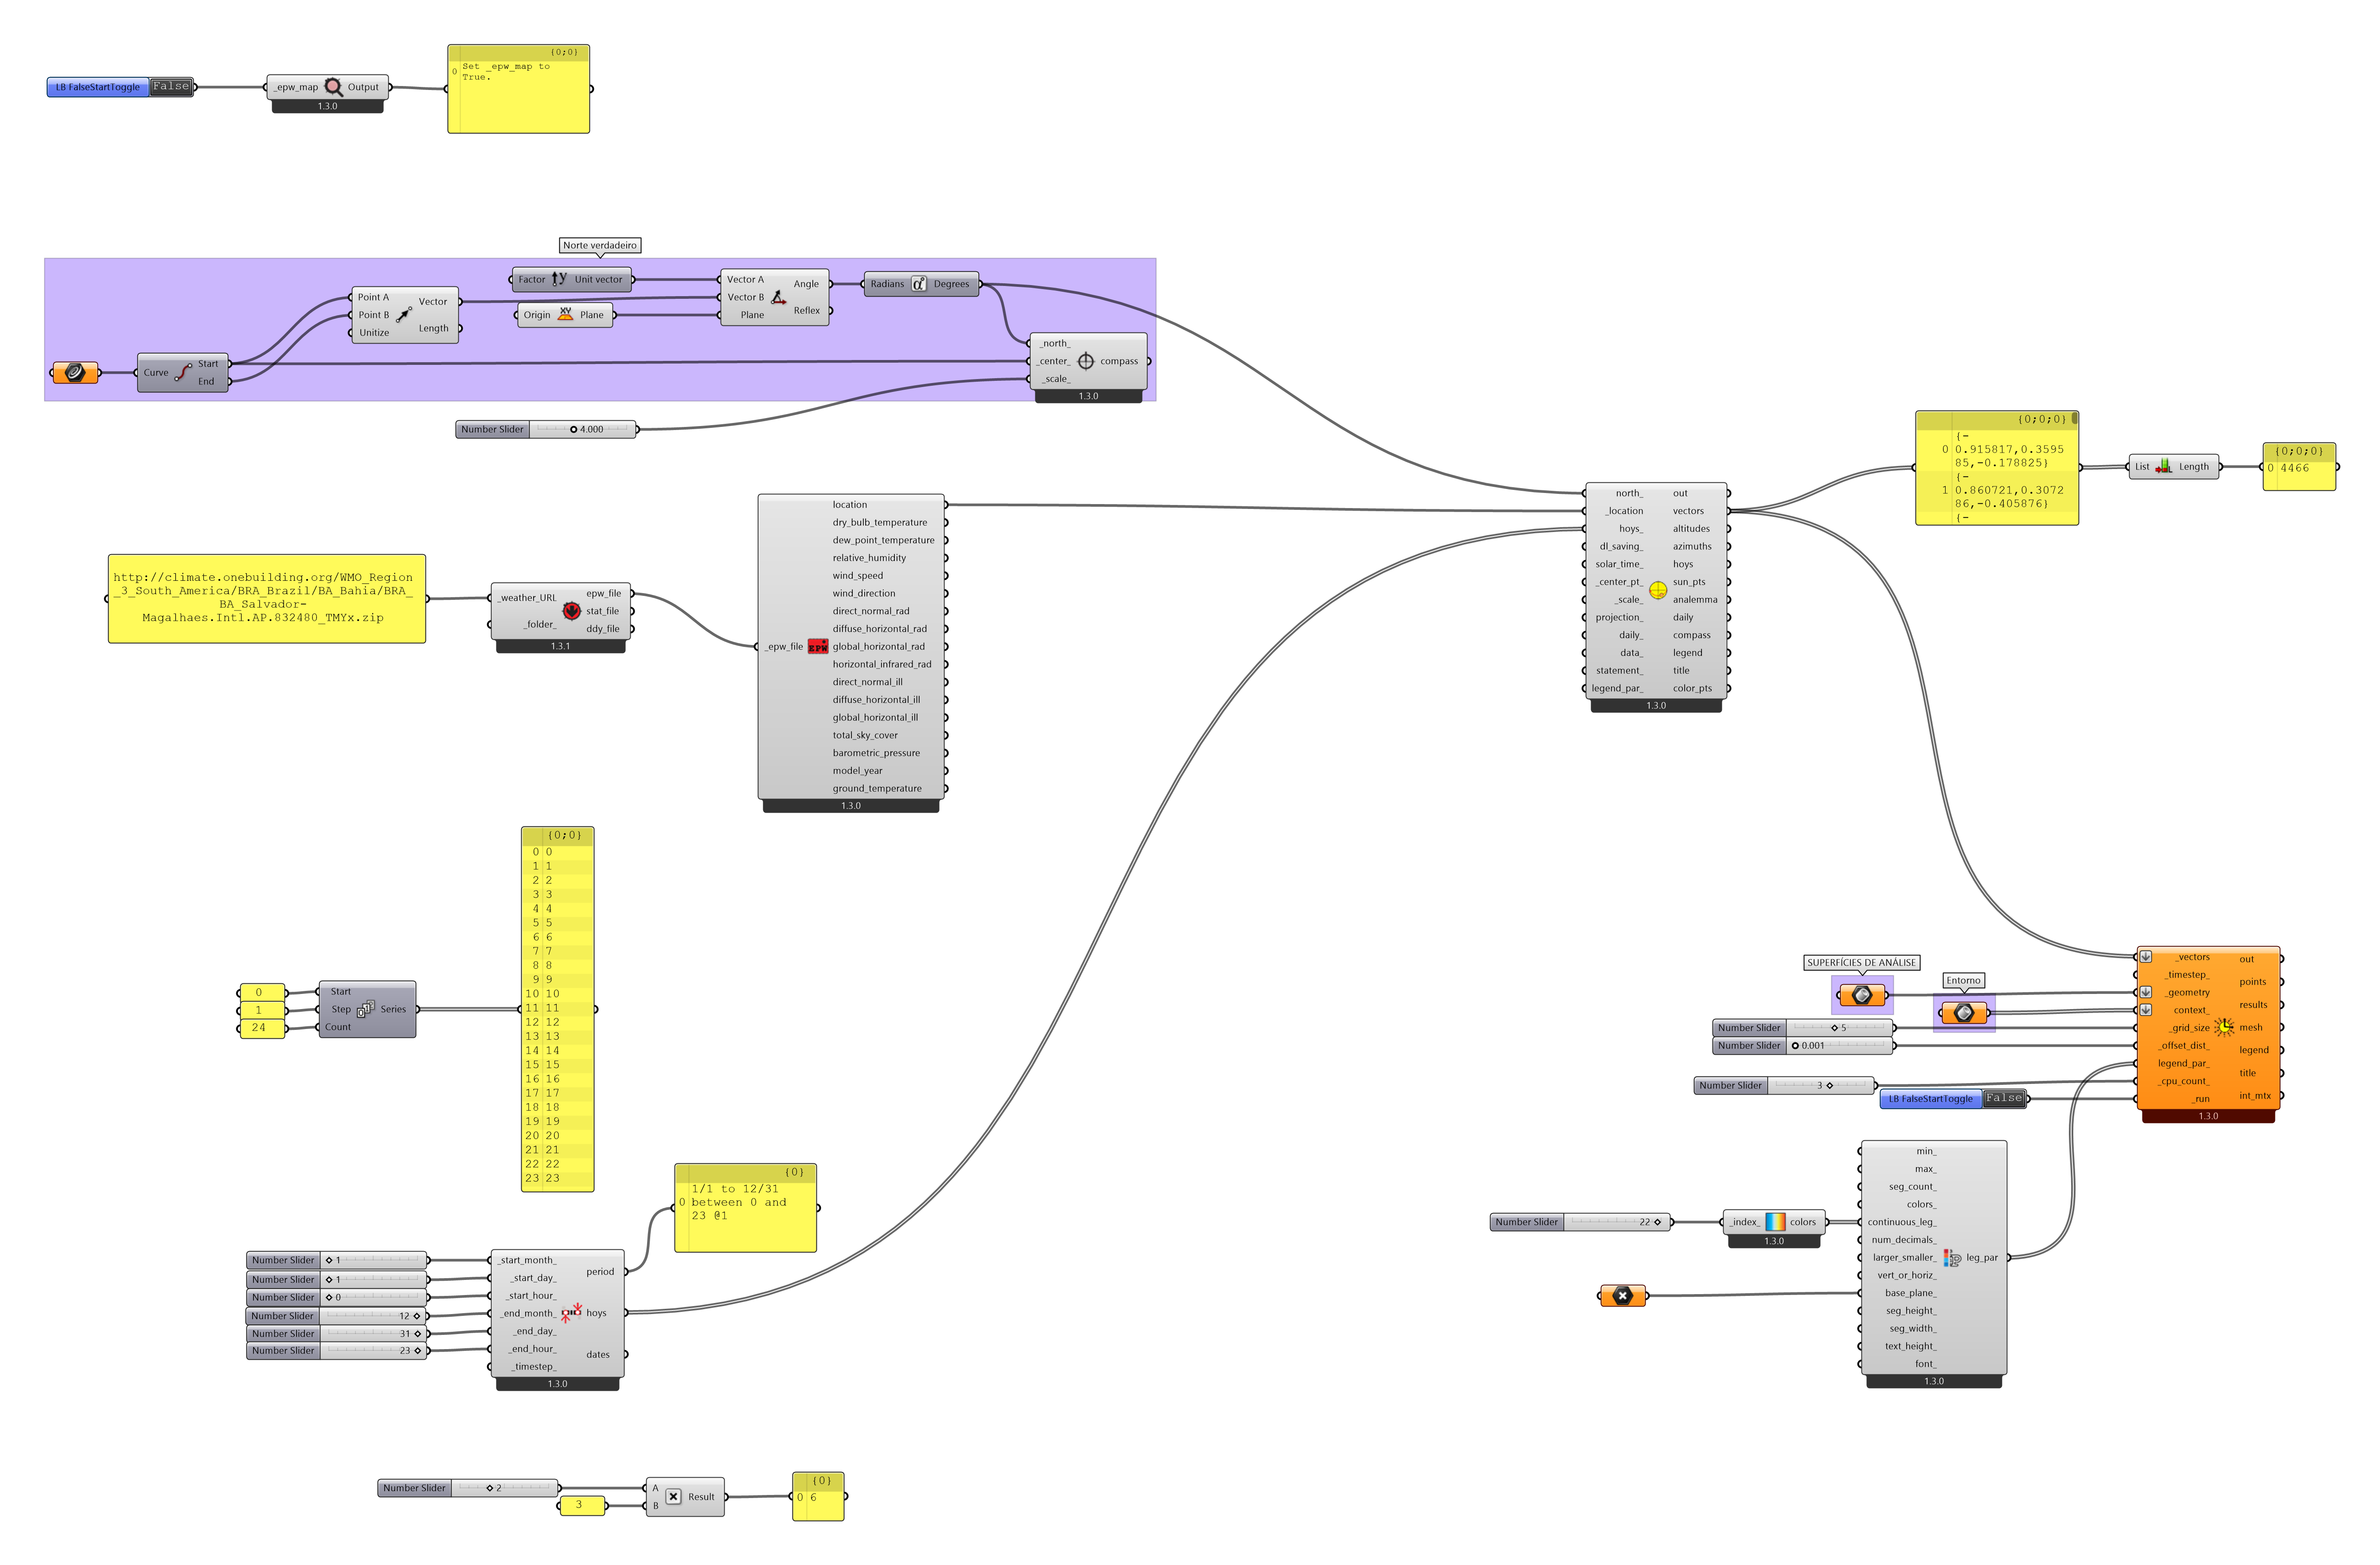 LB FalseStartToggle False
_epw_map Output
1.3.0
{0;0}
0 Set _epw_map to
True.
Norte verdadeiro
Factor Unit vector
Origin Plane
Point A Vector
Point B
Unitize Length
Curve Start
End
Vector A Angle
Vector B
Plane Reflex
Radians Degrees
_north_
_center_ compass
_scale_
1.3.0
Number Slider 4.000
http://climate.onebuilding.org/WMO_Region
_3_South_America/BRA_Brazil/BA_Bahia/BRA_
BA_Salvador-
Magalhaes.Intl.AP.832480_TMYx.zip
_weather_URL epw_file
stat_file
_folder_ ddy_file
1.3.1
_epw_file
location
dry_bulb_temperature
dew_point_temperature
relative_humidity
wind_speed
wind_direction
direct_normal_rad
diffuse_horizontal_rad
EPW global_horizontal_rad
horizontal_infrared_rad
direct_normal_ill
diffuse_horizontal_ill
global_horizontal_ill
total_sky_cover
barometric_pressure
model_year
ground_temperature
1.3.0
north_ out
_location vectors
hoys_ altitudes
dl_saving_ azimuths
solar_time_ hoys
_center_pt_ sun_pts
_scale_ analemma
projection_ daily
daily_ compass
data_ legend
statement_ title
legend_par_ color_pts
1.3.0
{0;0;0}
{-
0 0.915817,0.3595
85,-0.178825}
{-
1 0.860721,0.3072
86,-0.405876}
{-
List Length
{0;0;0}
0 4466
0
1
24
Start
Step Series
Count
{0;0}
0 0
1 1
2 2
3 3
4 4
5 5
6 6
7 7
8 8
9 9
10 10
11 11
12 12
13 13
14 14
15 15
16 16
17 17
18 18
19 19
20 20
21 21
22 22
23 23
{0}
1/1 to 12/31
0 between 0 and
23 @1
Number Slider 1
Number Slider 1
Number Slider 0
Number Slider 12
Number Slider 31
Number Slider 23
_start_month_
_start_day_ period
_start_hour_
_end_month_ hoys
_end_day_
_end_hour_ dates
_timestep_
1.3.0
Number Slider 2
3
A
B Result
{0}
0 6
SUPERFÍCIES DE ANÁLISE
Entorno
Number Slider 5
Number Slider 0.001
Number Slider 3
LB FalseStartToggle False
_vectors out
_timestep_ points
_geometry
context_ results
_grid_size mesh
_offset_dist_ legend
legend_par_
_cpu_count_ title
_run int_mtx
1.3.0
Number Slider 22
_index_ colors
1.3.0
min_
max_
seg_count_
colors_
continuous_leg_
num_decimals_
larger_smaller_ leg_par
vert_or_horiz_
base_plane_
seg_height_
seg_width_
text_height_
font_
1.3.0